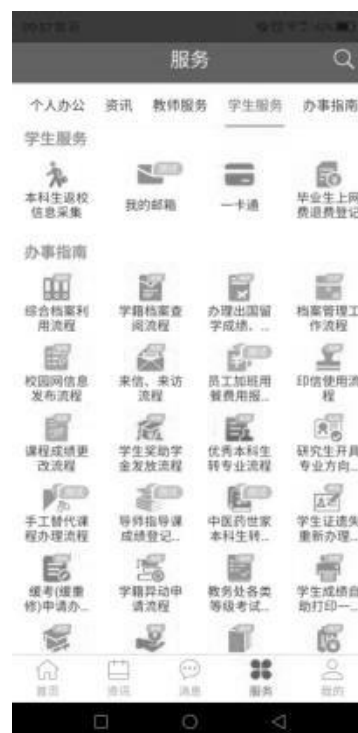 服务
个人办公 资讯 教师服务 学生服务 办事指南
学生服务
本科生返校 我的邮箱 一卡通 毕业生上网
信息采集 费退费登记
办事指南
综合档案利 学籍档案查 办理出国留 档案管理工
用流程 阅流程 学成绩、... 作流程
校园网信息 来信、来访 员工加班用 印信使用流
发布流程 流程 餐费用报... 程
课程成绩更 学生奖助学 优秀本科生 研究生开具
改流程 金发放流程 转专业流程 专业方向...
手工替代课 导师指导课 中医药世家 学生证遗失
程办理流程 成绩登记... 本科生转... 重新办理...
缓考(缓重 学籍异动申 教务处各类 学生成绩自
修)申请办... 请流程 等级考试... 助打印一...
首页 资讯 消息 服务 我的